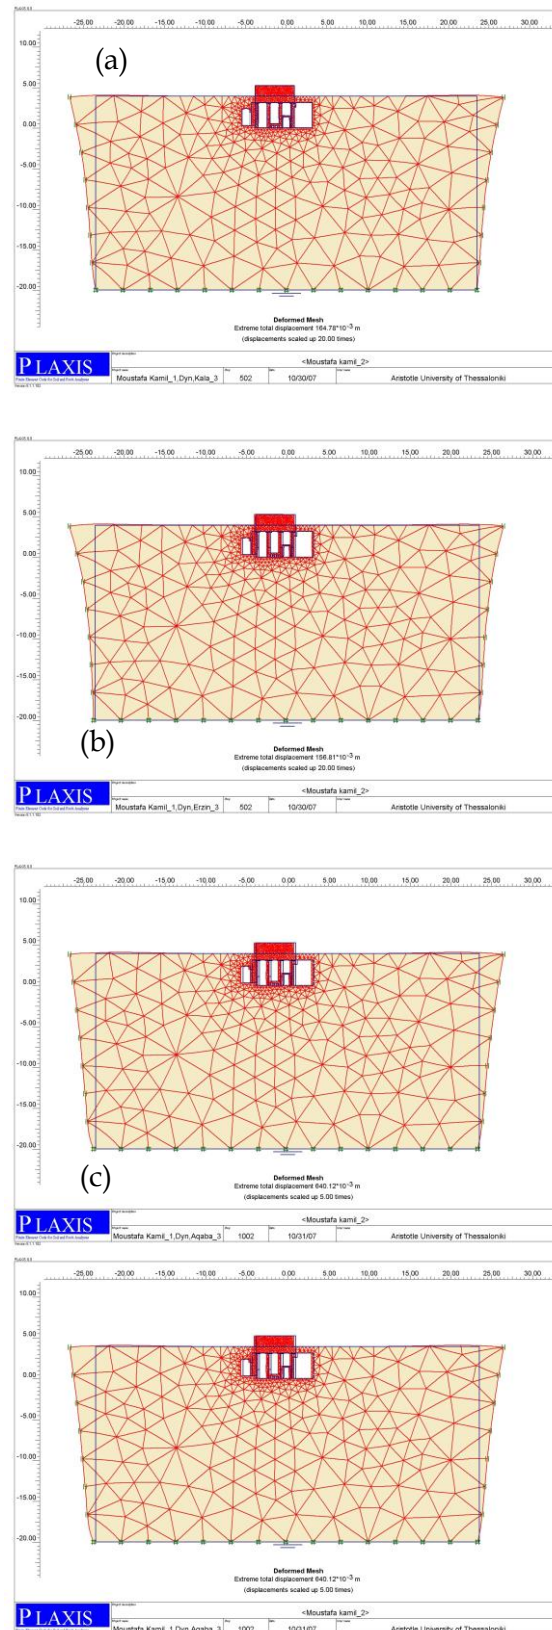 -25,00 -20,00 -15,00 -10,00 -5,00 0,00 5,00 10,00 15,00 20,00 25,00 30,00
10.00
(a)
5.00
0.00
-5.00
-10.00
-15.00
-20.00
Deformed Mesh
Extreme total displacement 164.78*10-3 m
(displacements scaled up 20.00 times)
PLAXIS
<Moustafa kamil_2>
Moustafa Kamil_1,Dyn,Kala_3 502 10/30/07 Aristotle University of Thessaloniki
-25,00 -20,00 -15,00 -10,00 -5,00 0,00 5,00 10,00 15,00 20,00 25,00 30,00
10.00
5.00
0.00
-5.00
-10.00
-15.00
-20.00
(b)
Deformed Mesh
Extreme total displacement 156.81*10-3 m
(displacements scaled up 20.00 times)
PLAXIS
<Moustafa kamil_2>
Moustafa Kamil_1,Dyn,Erzin_3 502 10/30/07 Aristotle University of Thessaloniki
-25,00 -20,00 -15,00 -10,00 -5,00 0,00 5,00 10,00 15,00 20,00 25,00 30,00
10.00
5.00
0.00
-5.00
-10.00
-15.00
-20.00
(c)
Deformed Mesh
Extreme total displacement 640.12*10-3 m
(displacements scaled up 5.00 times)
PLAXIS
<Moustafa kamil_2>
Moustafa Kamil_1,Dyn,Aqaba_3 1002 10/31/07 Aristotle University of Thessaloniki
-25,00 -20,00 -15,00 -10,00 -5,00 0,00 5,00 10,00 15,00 20,00 25,00 30,00
10.00
5.00
0.00
-5.00
-10.00
-15.00
-20.00
Deformed Mesh
Extreme total displacement 640.12*10-3 m
(displacements scaled up 5.00 times)
PLAXIS
<Moustafa kamil_2>
Moustafa Kamil_1,Dyn,Aqaba_3 1002 10/31/07 Aristotle University of Thessaloniki